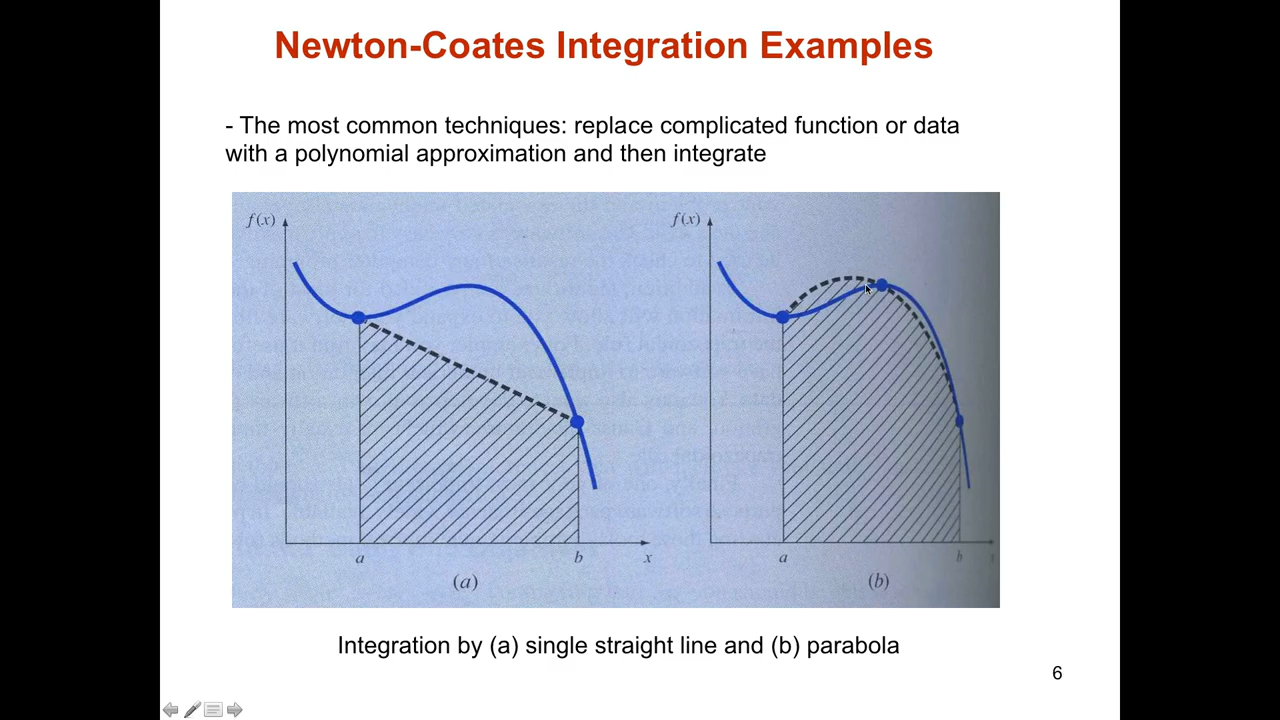 Newton-Coates Integration Examples
- The most common techniques: replace complicated function or data
with a polynomial approximation and then integrate
f(x)
f(x)
a
b
x
a
b
x
(a)
(b)
Integration by (a) single straight line and (b) parabola
6